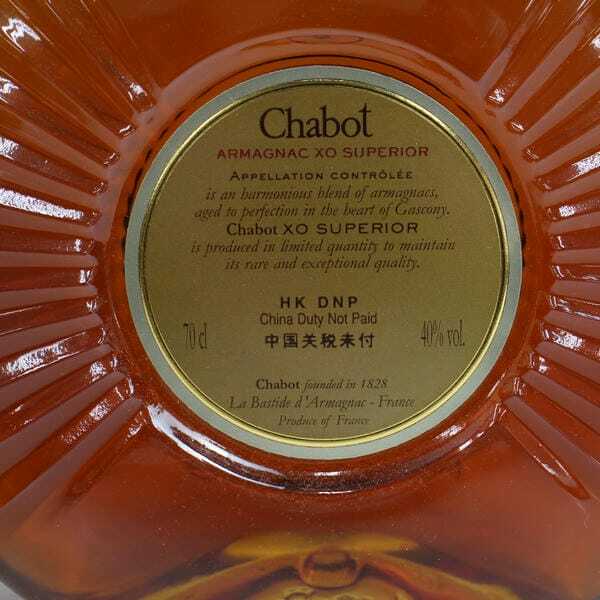 Chabot
ARMAGNAC XO SUPERIOR
APPELLATION CONTRÔLÉE
is an harmonious blend of armagnacs,
aged to perfection in the heart of Gascony.
Chabot XO SUPERIOR
is produced in limited quantity to maintain
its rare and exceptional quality.
HK DNP
China Duty Not Paid
70 cl 中国关税未付 40% vol.
Chabot founded in 1828
La Bastide d'Armagnac - France
Produce of France